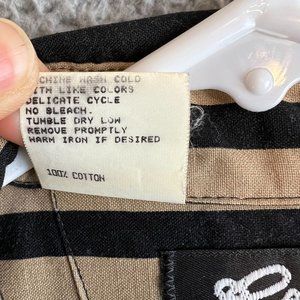 MACHINE WASH COLD
WITH LIKE COLORS
DELICATE CYCLE
NO BLEACH.
TUMBLE DRY LOW
REMOVE PROMPTLY
WARM IRON IF DESIRED
100% COTTON